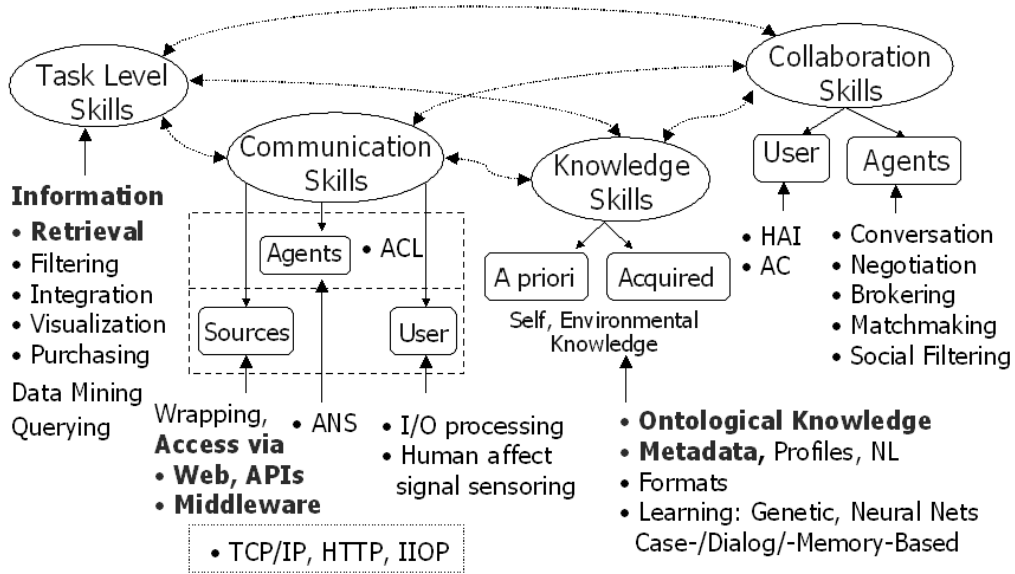 Task Level
Skills
Collaboration
Skills
Communication
Skills
Knowledge
Skills
User
Agents
Information
• Retrieval
• Filtering
• Integration
• Visualization
• Purchasing
Data Mining
Querying
Agents
• ACL
Sources
User
A priori
Acquired
Self, Environmental
Knowledge
• HAI
• AC
• Conversation
• Negotiation
• Brokering
• Matchmaking
• Social Filtering
Wrapping,
Access via
• Web, APIs
• Middleware
• ANS
• I/O processing
• Human affect
signal sensoring
• Ontological Knowledge
• Metadata, Profiles, NL
• Formats
• Learning: Genetic, Neural Nets
Case-/Dialog/-Memory-Based
• TCP/IP, HTTP, IIOP